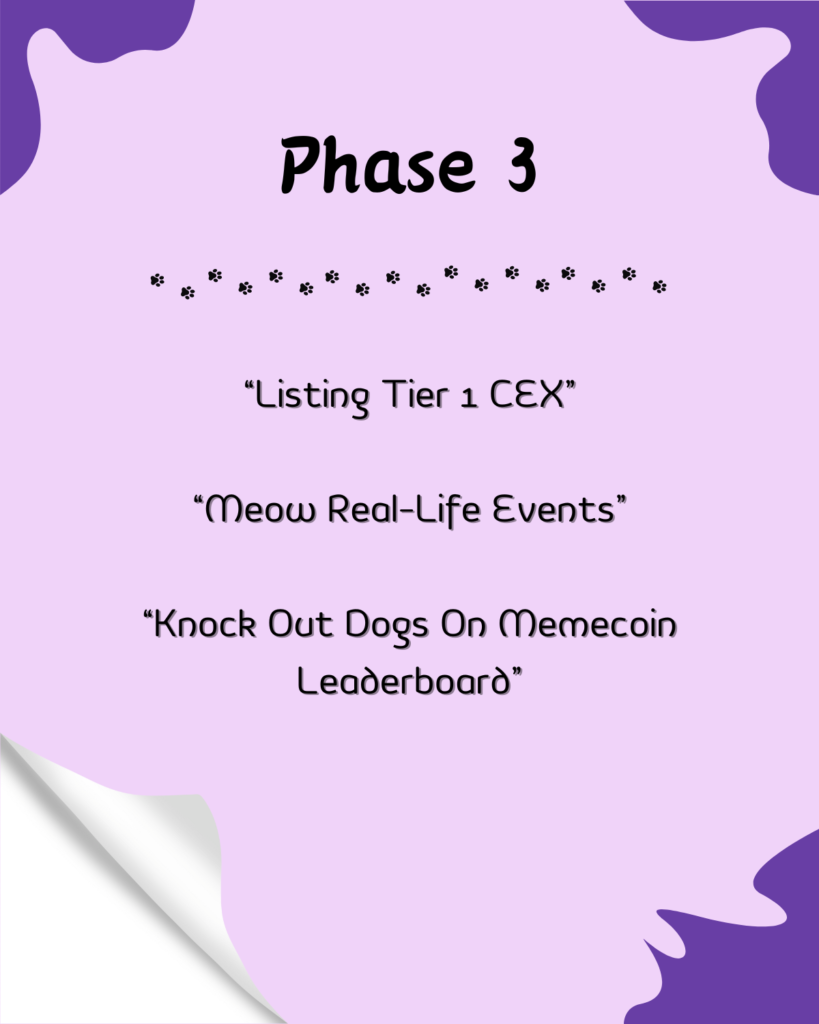 Phase 3
“Listing Tier 1 CEX”
“Meow Real-Life Events”
“Knock Out Dogs On Memecoin
Leaderboard”